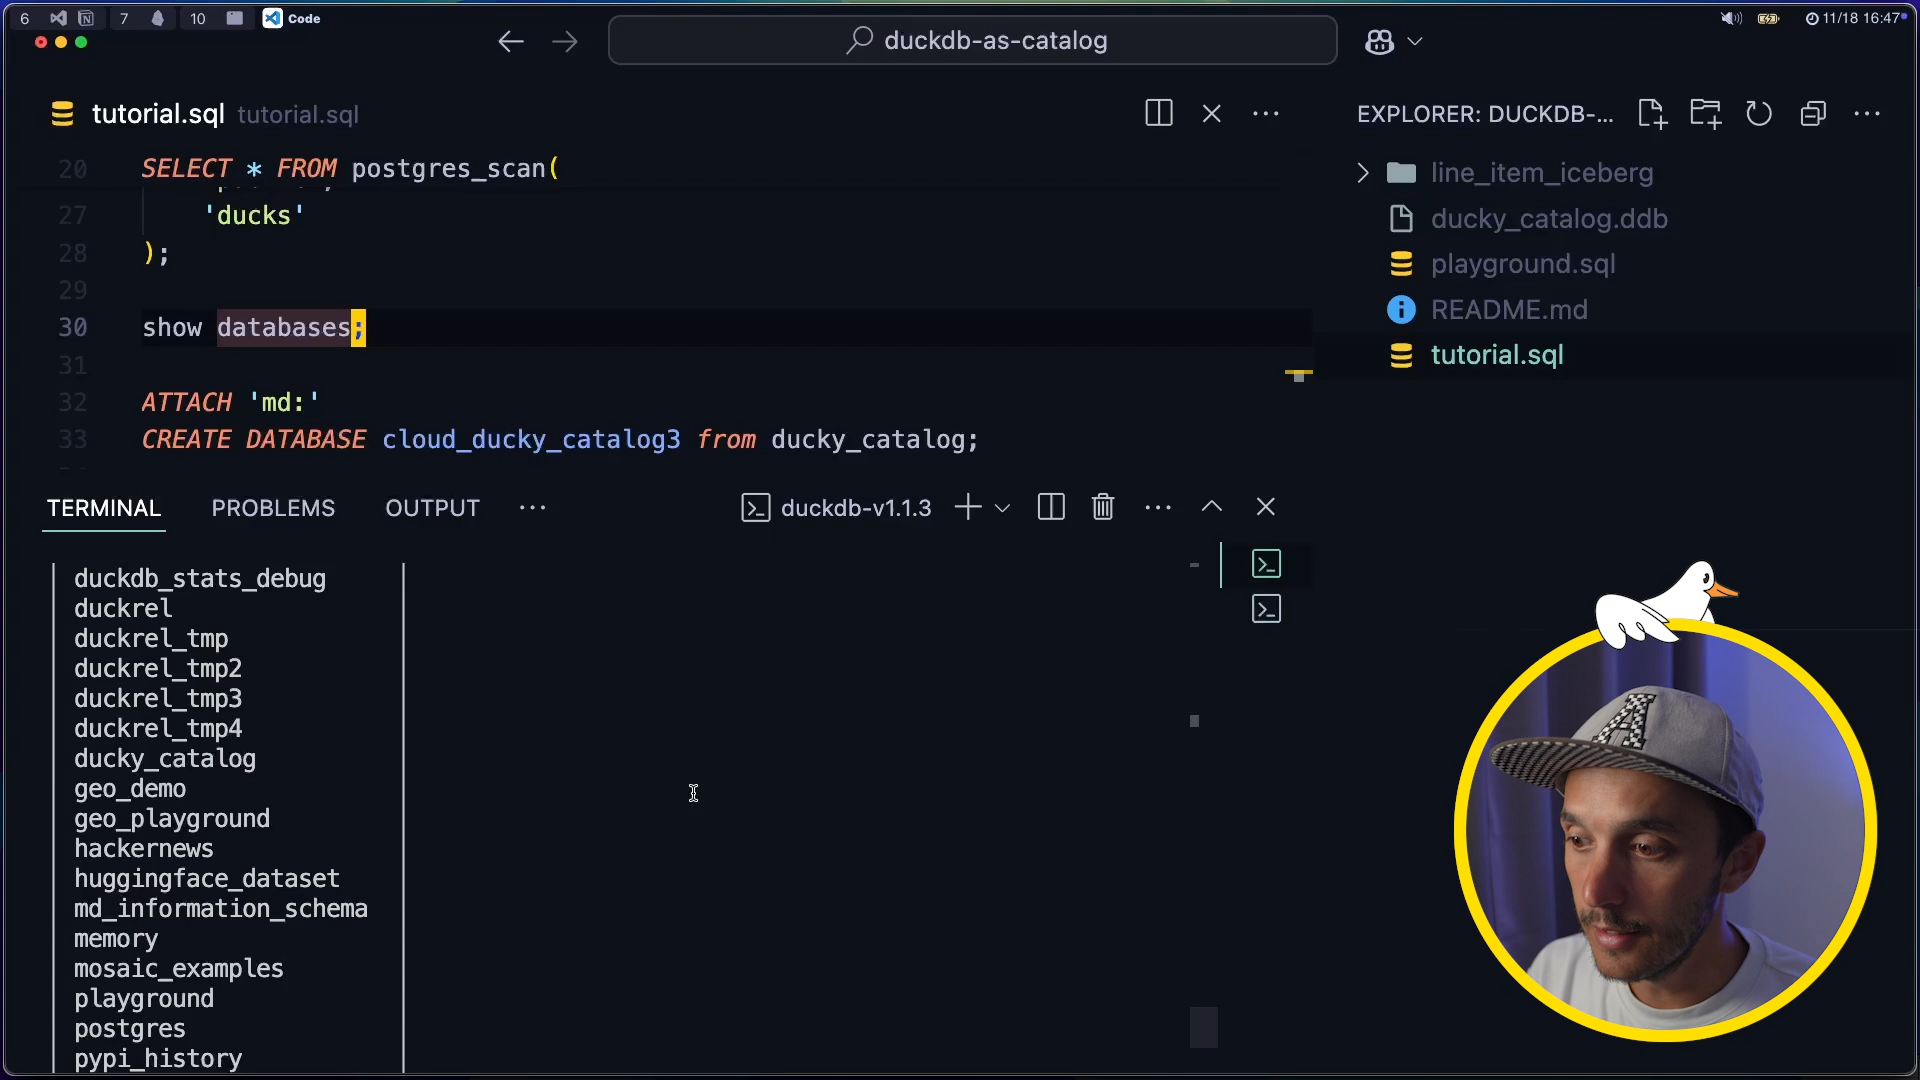 6 7 10 Code 11/18 16:47
duckdb-as-catalog
tutorial.sql tutorial.sql
EXPLORER: DUCKDB-...
20 SELECT * FROM postgres_scan(
27 'ducks'
28 );
29
30 show databases;
31
32 ATTACH 'md:'
33 CREATE DATABASE cloud_ducky_catalog3 from ducky_catalog;
line_item_iceberg
ducky_catalog.ddb
playground.sql
README.md
tutorial.sql
TERMINAL PROBLEMS OUTPUT duckdb-v1.1.3
duckdb_stats_debug
duckrel
duckrel_tmp
duckrel_tmp2
duckrel_tmp3
duckrel_tmp4
ducky_catalog
geo_demo
geo_playground
hackernews
huggingface_dataset
md_information_schema
memory
mosaic_examples
playground
postgres
pypi_history
A